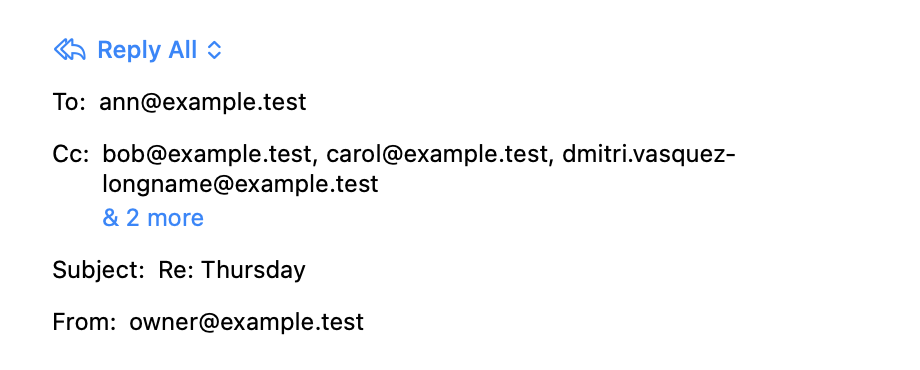 Reply All
To: ann@example.test
Cc: bob@example.test, carol@example.test, dmitri.vasquez-
longname@example.test
& 2 more
Subject: Re: Thursday
From: owner@example.test